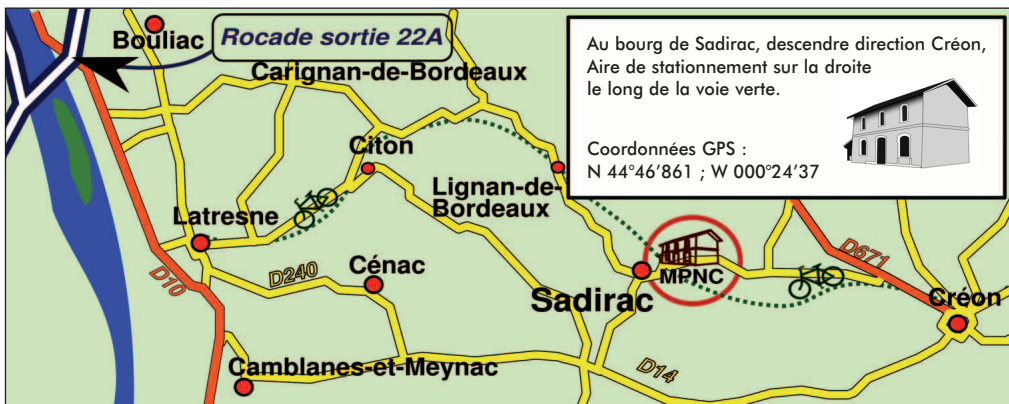 Bouliac
Rocade sortie 22A
Carignan-de-Bordeaux
Au bourg de Sadirac, descendre direction Créon,
Aire de stationnement sur la droite
le long de la voie verte.
Coordonnées GPS :
N 44°46’861 ; W 000°24’37
Citon
Lignan-de-
Bordeaux
Latresne
D10
D240
Cénac
MPNC
Sadirac
D671
Créon
Camblanes-et-Meynac
D14